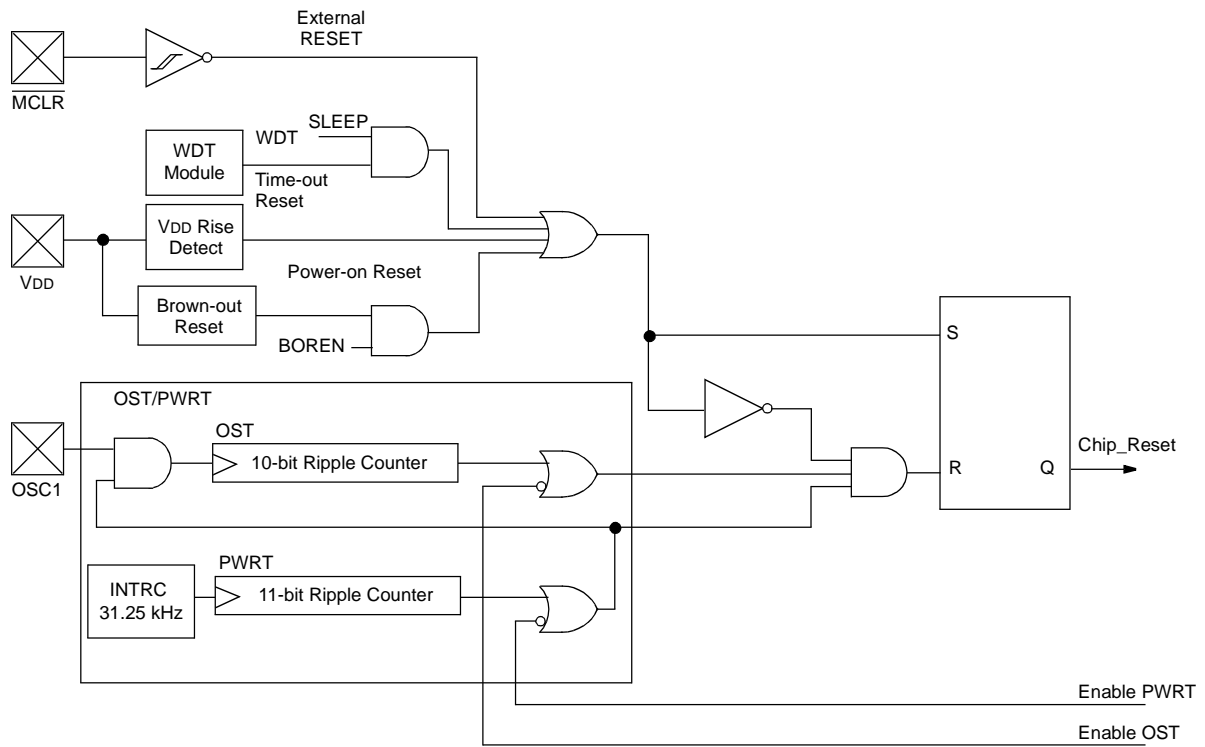 External
RESET
MCLR
SLEEP
WDT
WDT
Module
Time-out
Reset
VDD Rise
Detect
VDD
Power-on Reset
Brown-out
Reset
BOREN
S
OST/PWRT
OST
OSC1
10-bit Ripple Counter
Chip_Reset
R
Q
PWRT
INTRC
31.25 kHz
11-bit Ripple Counter
Enable PWRT
Enable OST